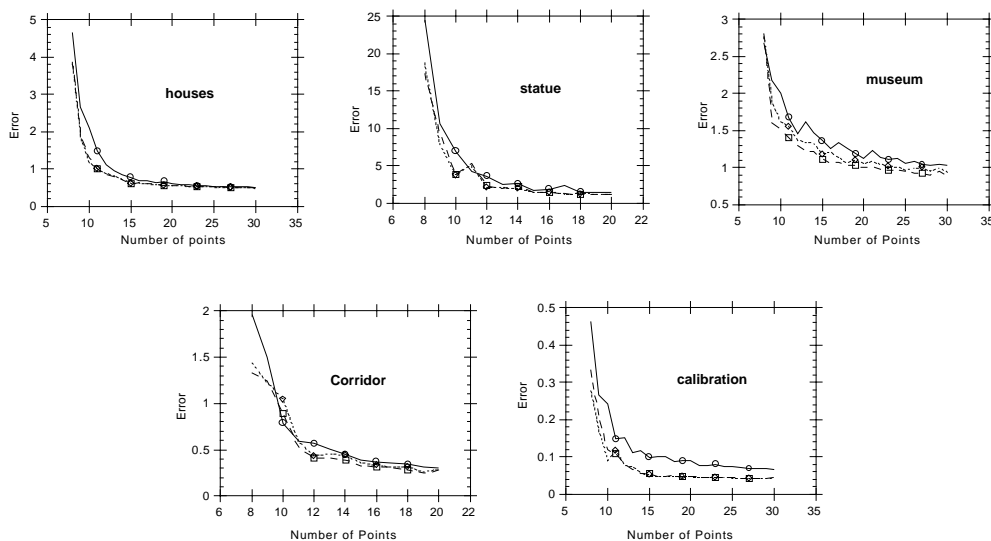 5
4
3
2
1
0
Error
houses
5 10 15 20 25 30 35
Number of points
25
20
15
10
5
0
Error
statue
6 8 10 12 14 16 18 20 22
Number of Points
3
2.5
2
1.5
1
0.5
Error
museum
5 10 15 20 25 30 35
Number of Points
2
1.5
1
0.5
0
Error
Corridor
6 8 10 12 14 16 18 20 22
Number of Points
0.5
0.4
0.3
0.2
0.1
0
Error
calibration
5 10 15 20 25 30 35
Number of Points